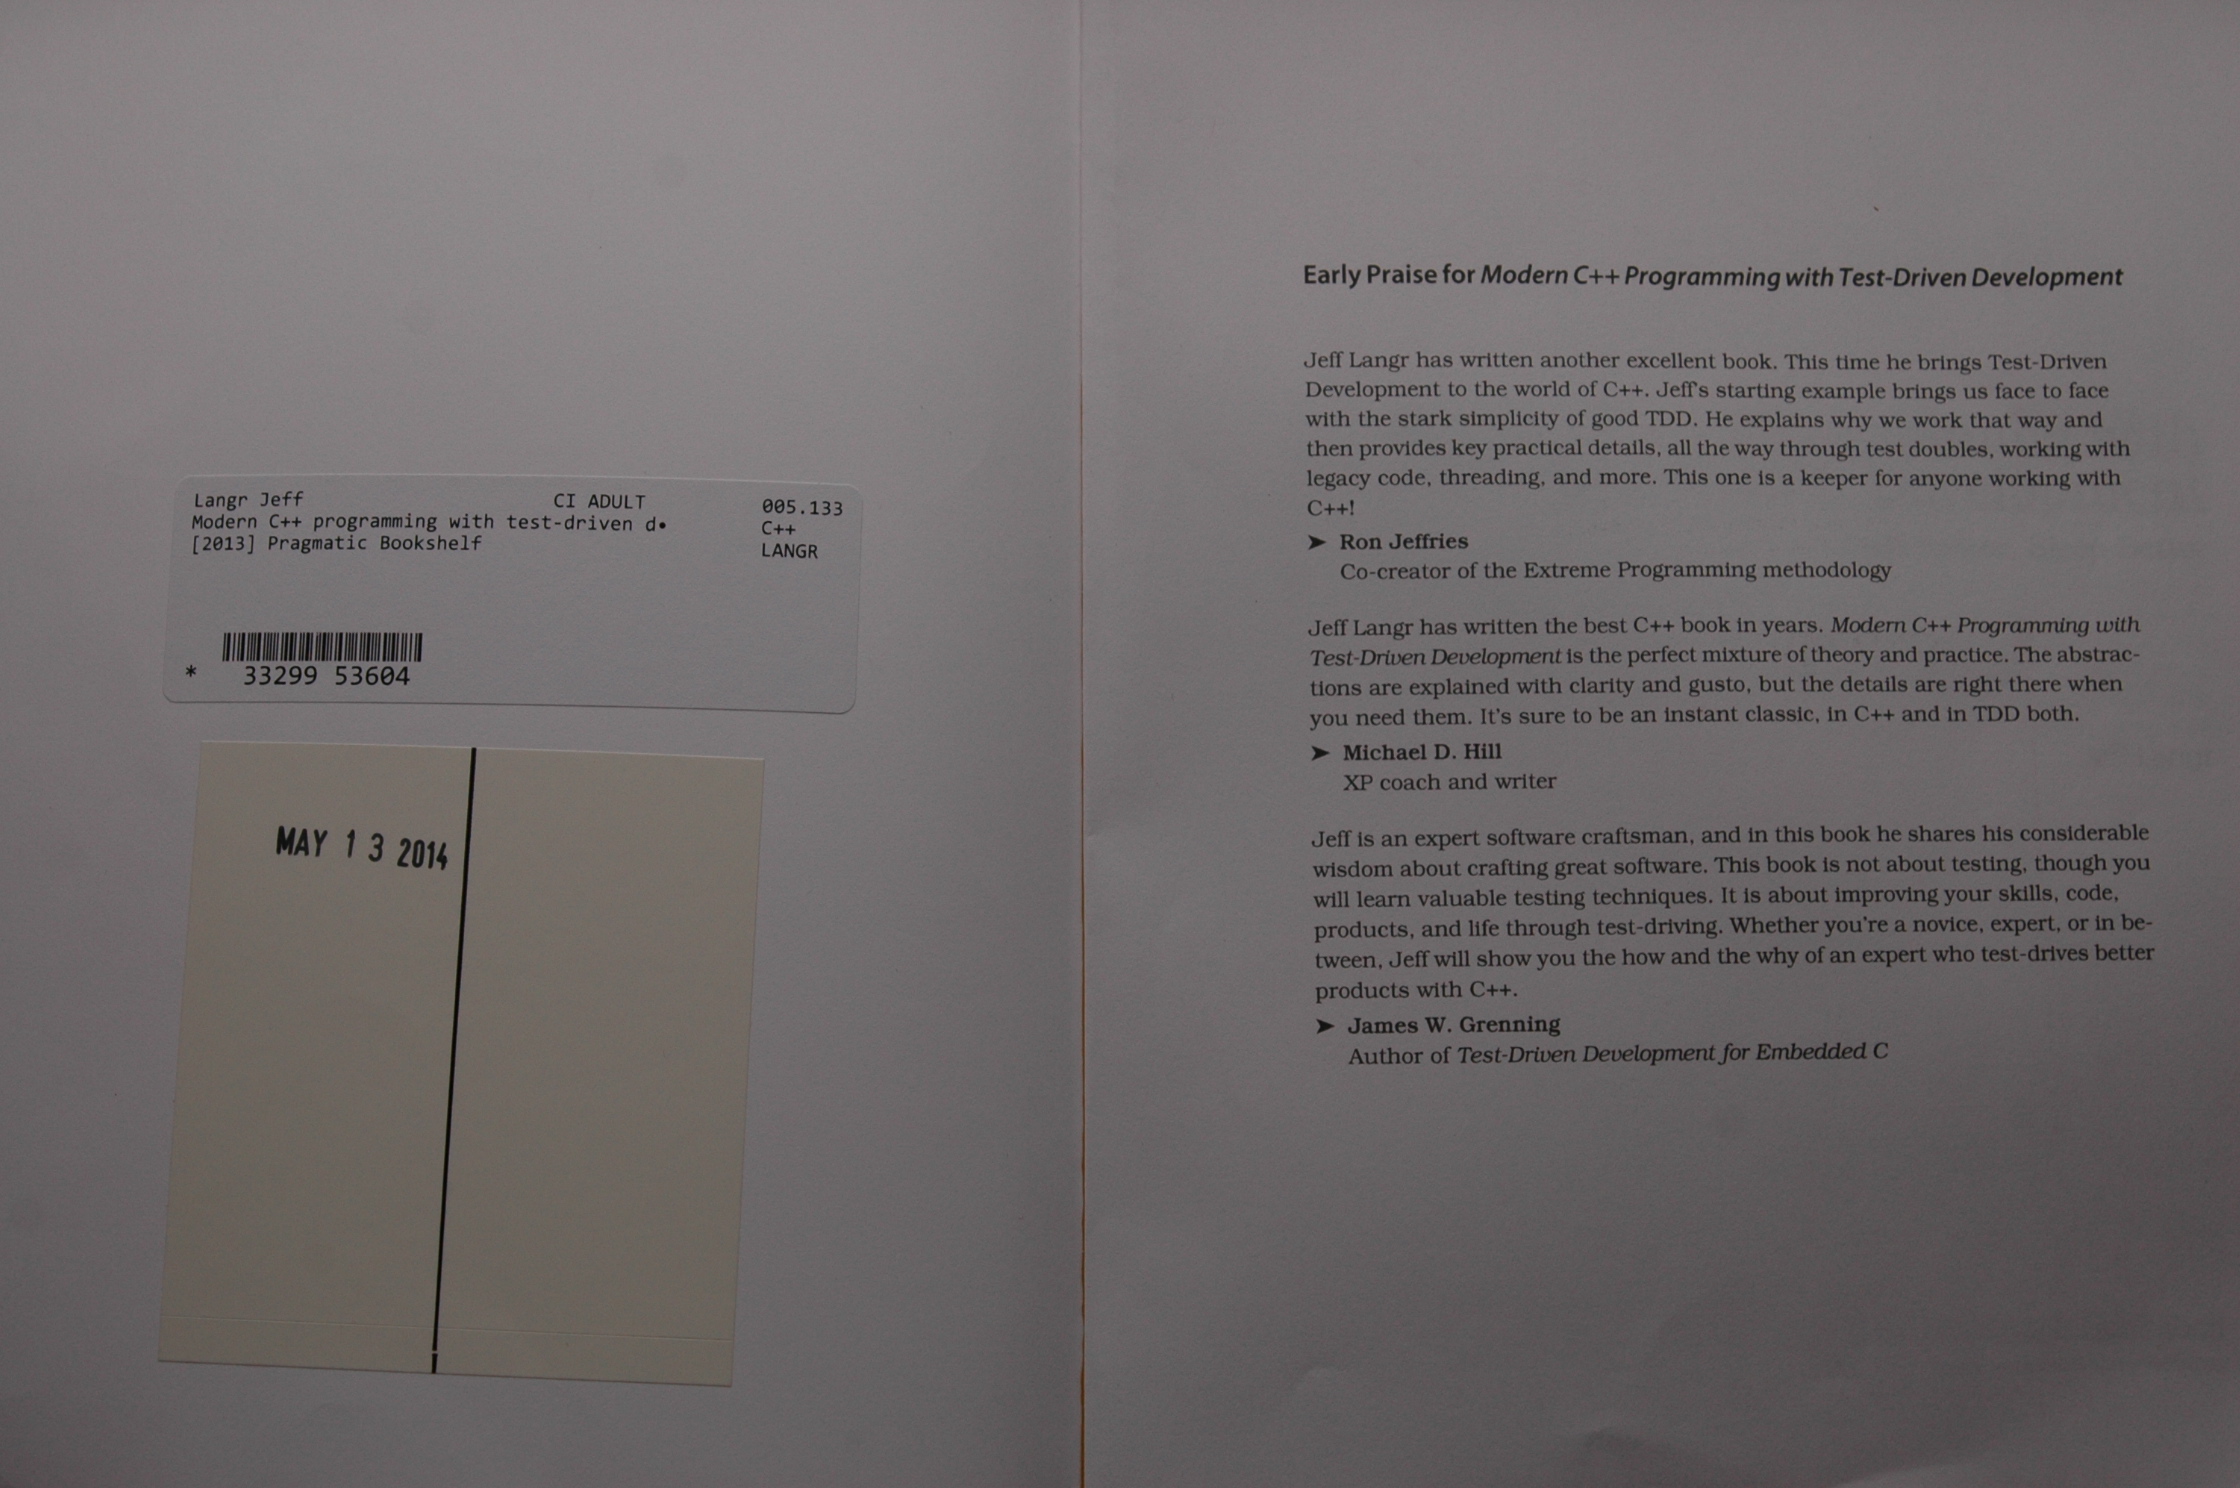 Langr Jeff CI ADULT 005.133
Modern C++ programming with test-driven d• C++
[2013] Pragmatic Bookshelf LANGR
* 33299 53604
MAY 13 2014
Early Praise for Modern C++ Programming with Test-Driven Development
Jeff Langr has written another excellent book. This time he brings Test-Driven
Development to the world of C++. Jeff's starting example brings us face to face
with the stark simplicity of good TDD. He explains why we work that way and
then provides key practical details, all the way through test doubles, working with
legacy code, threading, and more. This one is a keeper for anyone working with
C++!
➤ Ron Jeffries
Co-creator of the Extreme Programming methodology
Jeff Langr has written the best C++ book in years. Modern C++ Programming with
Test-Driven Development is the perfect mixture of theory and practice. The abstrac-
tions are explained with clarity and gusto, but the details are right there when
you need them. It's sure to be an instant classic, in C++ and in TDD both.
➤ Michael D. Hill
XP coach and writer
Jeff is an expert software craftsman, and in this book he shares his considerable
wisdom about crafting great software. This book is not about testing, though you
will learn valuable testing techniques. It is about improving your skills, code,
products, and life through test-driving. Whether you're a novice, expert, or in be-
tween, Jeff will show you the how and the why of an expert who test-drives better
products with C++.
➤ James W. Grenning
Author of Test-Driven Development for Embedded C